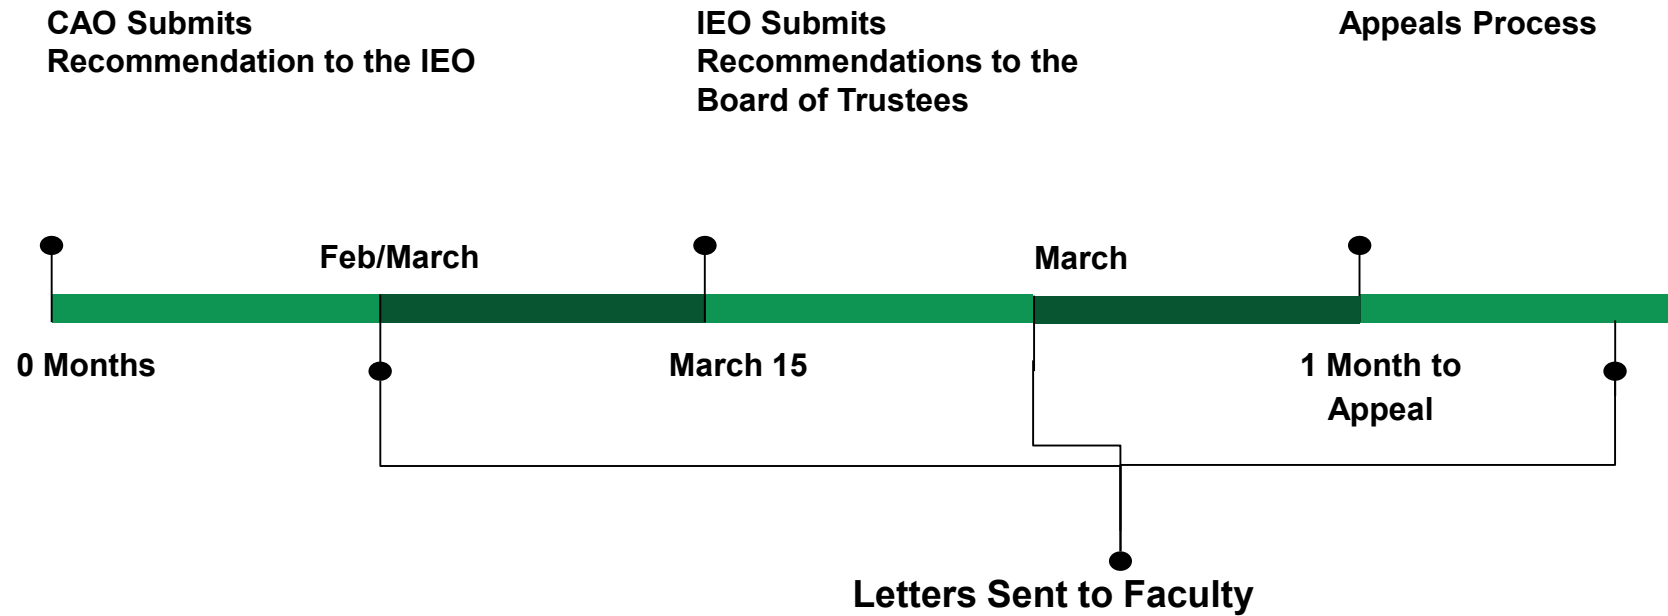 CAO Submits
Recommendation to the IEO
IEO Submits
Recommendations to the
Board of Trustees
Appeals Process
Feb/March
March
0 Months
March 15
1 Month to
Appeal
Letters Sent to Faculty